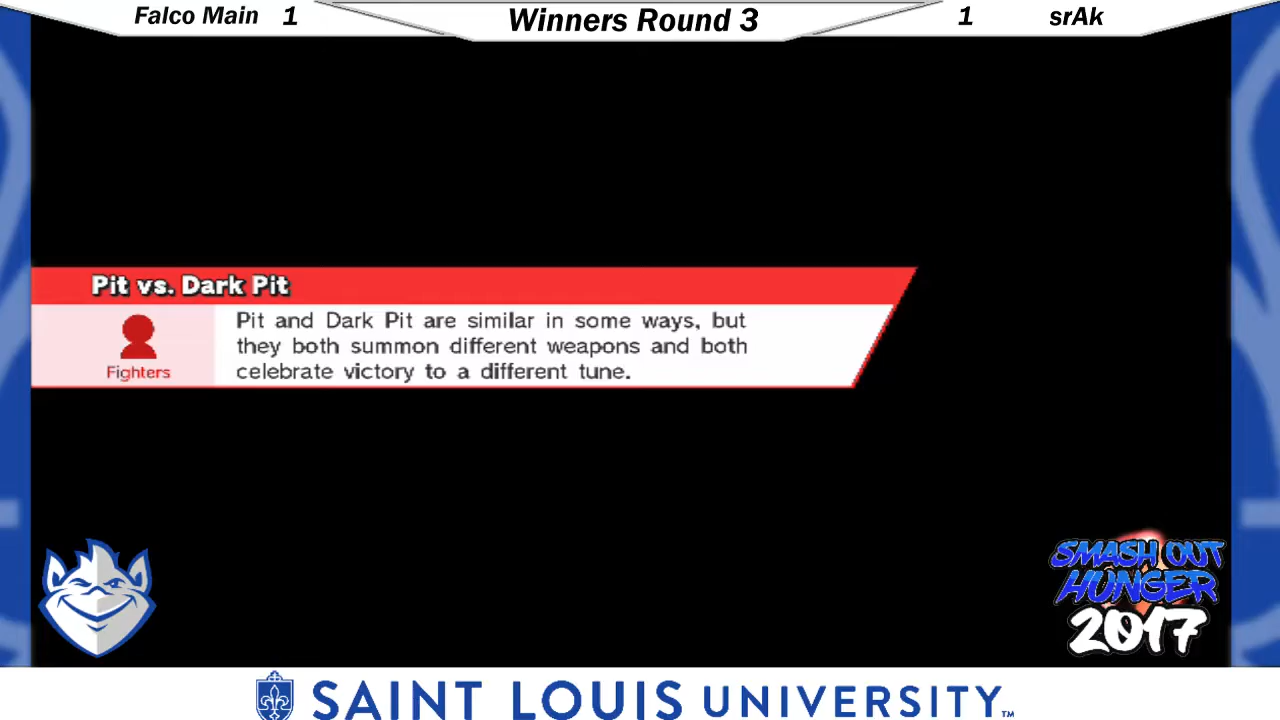 Falco Main 1 Winners Round 3 1 srAk
Pit vs. Dark Pit
Pit and Dark Pit are similar in some ways, but
they both summon different weapons and both
celebrate victory to a different tune.
Fighters
SMASH OUT
HUNGER
2017
SAINT LOUIS UNIVERSITY™